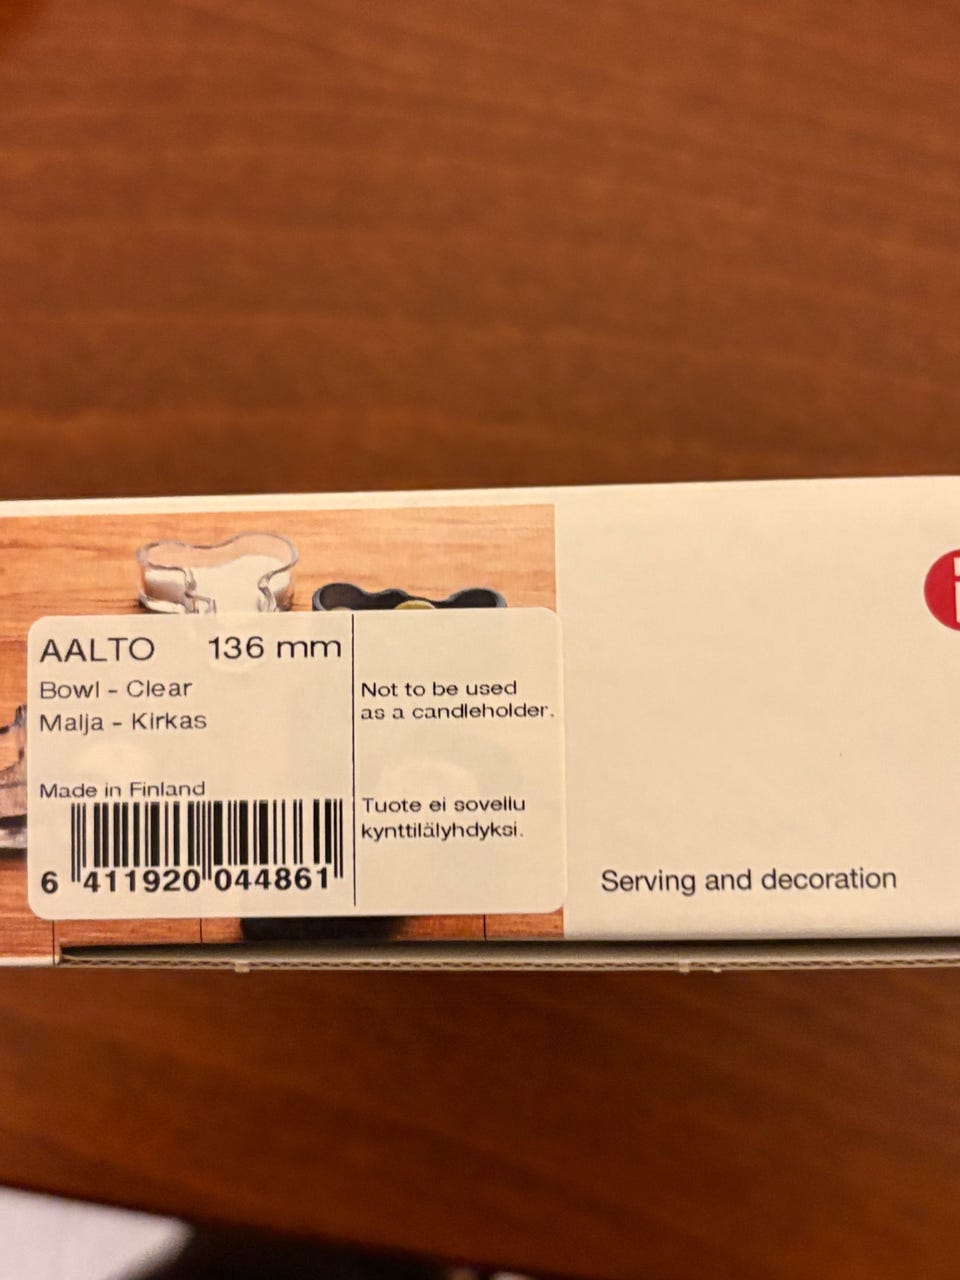 AALTO 136 mm
Bowl - Clear
Malja - Kirkas
Made in Finland
6 411920 044861
Not to be used
as a candleholder.
Tuote ei sovellu
kynttilälyhdyksi.
Serving and decoration
i